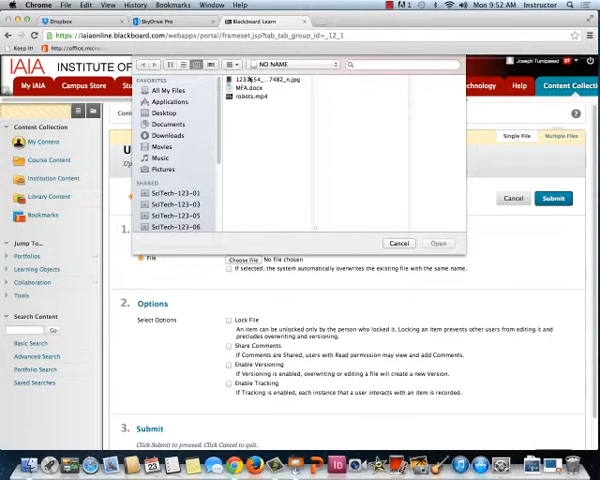 Chrome File Edit View History Bookmarks Window Help
1
Mon 9:52 AM Instructor
Dropbox
SkyDrive Pro
Blackboard Learn
https://iaiaonline.blackboard.com/webapps/portal/frameset.jsp?tab_tab_group_id=_12_1
Keep It!
IAIA INSTITUTE OF
Joseph Turnipseed
My IAIA
Campus Store
Technology
Help
Content Collecti
NO NAME
FAVORITES
All My Files
Applications
Desktop
Documents
Downloads
Movies
Music
Pictures
SHARED
SciTech-123-01
SciTech-123-03
SciTech-123-05
SciTech-123-06
MFA.docx
robots.mp4
Cancel
Open
Content Collection
My Content
Course Content
Institution Content
Library Content
Bookmarks
Jump To...
Portfolios
Learning Objects
Collaboration
Tools
Search Content
Go
Basic Search
Advanced Search
Portfolio Search
Saved Searches
Single File
Multiple Files
Cancel
Submit
1.
File
Choose File No file chosen
If selected, the system automatically overwrites the existing file with the same name.
2. Options
Select Options
Lock File
An item can be unlocked only by the person who locked it. Locking an item prevents other users from editing it and
precludes overwriting and versioning.
Share Comments
If Comments are Shared, users with Read permission may view and add Comments.
Enable Versioning
If Versioning is enabled, overwriting or editing a file will create a new Version.
Enable Tracking
If Tracking is enabled, each instance that a user interacts with an item is recorded.
3. Submit
Click Submit to proceed. Click Cancel to quit.